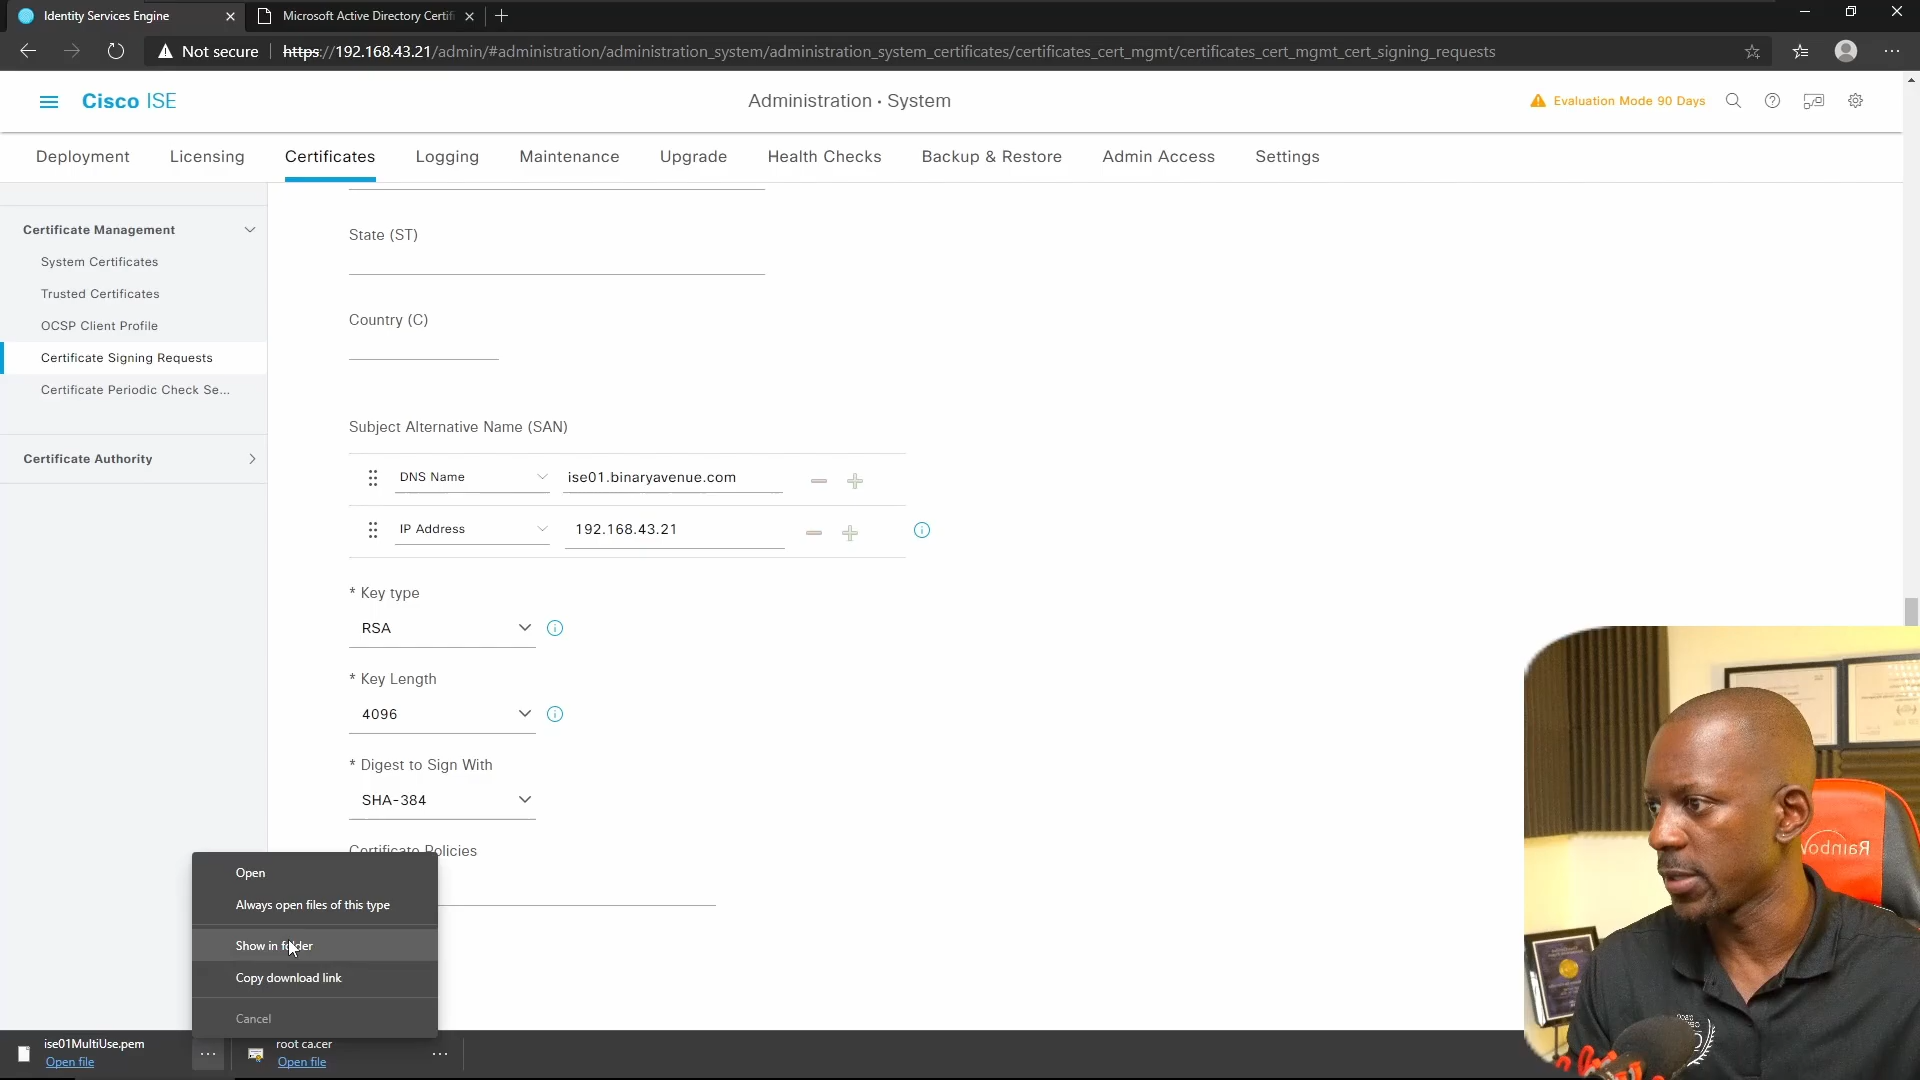 Identity Services Engine
Microsoft Active Directory Certif
Not secure
https://192.168.43.21/admin/#administration/administration_system/administration_system_certificates/certificates_cert_mgmt/certificates_cert_mgmt_cert_signing_requests
Cisco ISE
Administration · System
Evaluation Mode 90 Days
Deployment
Licensing
Certificates
Logging
Maintenance
Upgrade
Health Checks
Backup & Restore
Admin Access
Settings
Certificate Management
System Certificates
Trusted Certificates
OCSP Client Profile
Certificate Signing Requests
Certificate Periodic Check Se...
Certificate Authority
State (ST)
Country (C)
Subject Alternative Name (SAN)
DNS Name
ise01.binaryavenue.com
IP Address
192.168.43.21
* Key type
RSA
* Key Length
4096
* Digest to Sign With
SHA-384
Certificate Policies
Open
Always open files of this type
Show in folder
Copy download link
Cancel
ise01MultiUse.pem
Open file
root ca.cer
Open file